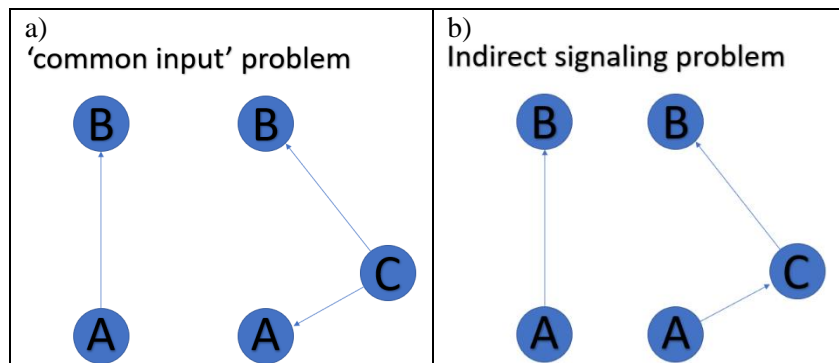 a)
‘common input’ problem
B
B
C
A
A
b)
Indirect signaling problem
B
B
C
A
A